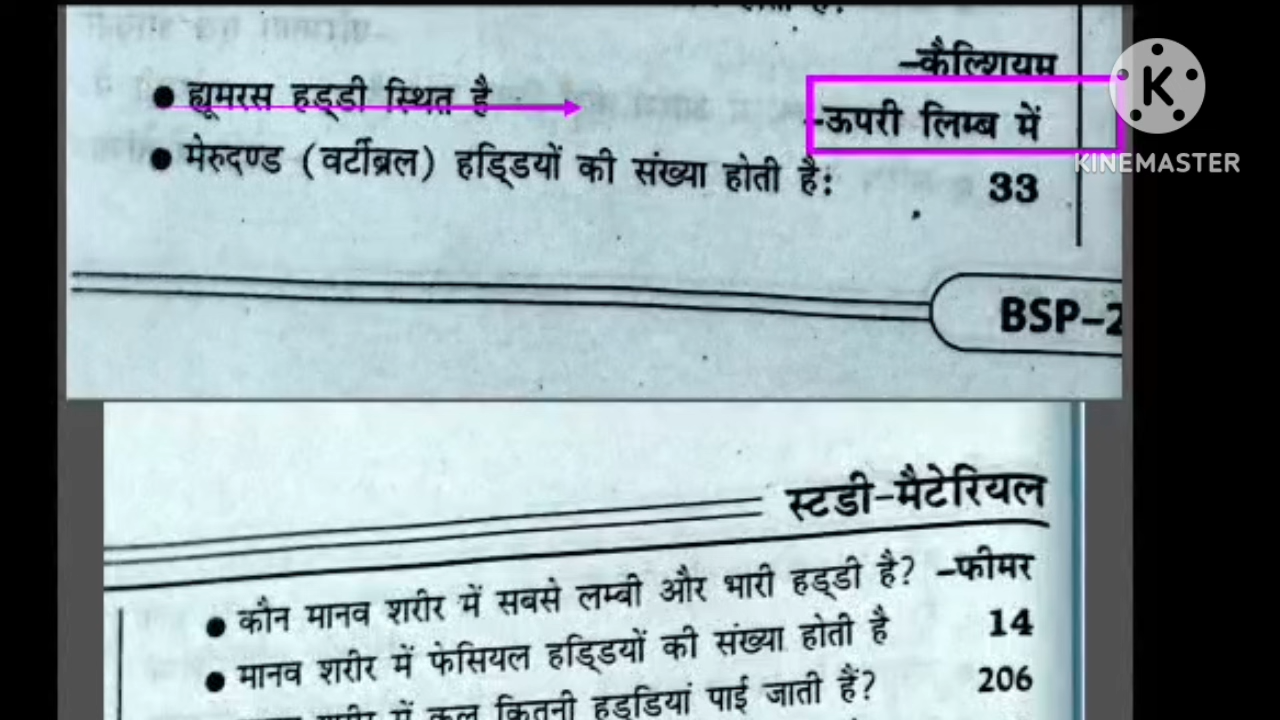 –कैल्शियम
● ह्यूमरस हड्डी स्थित है –ऊपरी लिम्ब में
● मेरुदण्ड (वर्टीब्रल) हड्डियों की संख्या होती है: 33
K
KINEMASTER
BSP–2
स्टडी–मैटेरियल
● कौन मानव शरीर में सबसे लम्बी और भारी हड्डी है? –फीमर
● मानव शरीर में फेसियल हड्डियों की संख्या होती है 14
शरीर में कुल कितनी हड्डियां पाई जाती हैं? 206